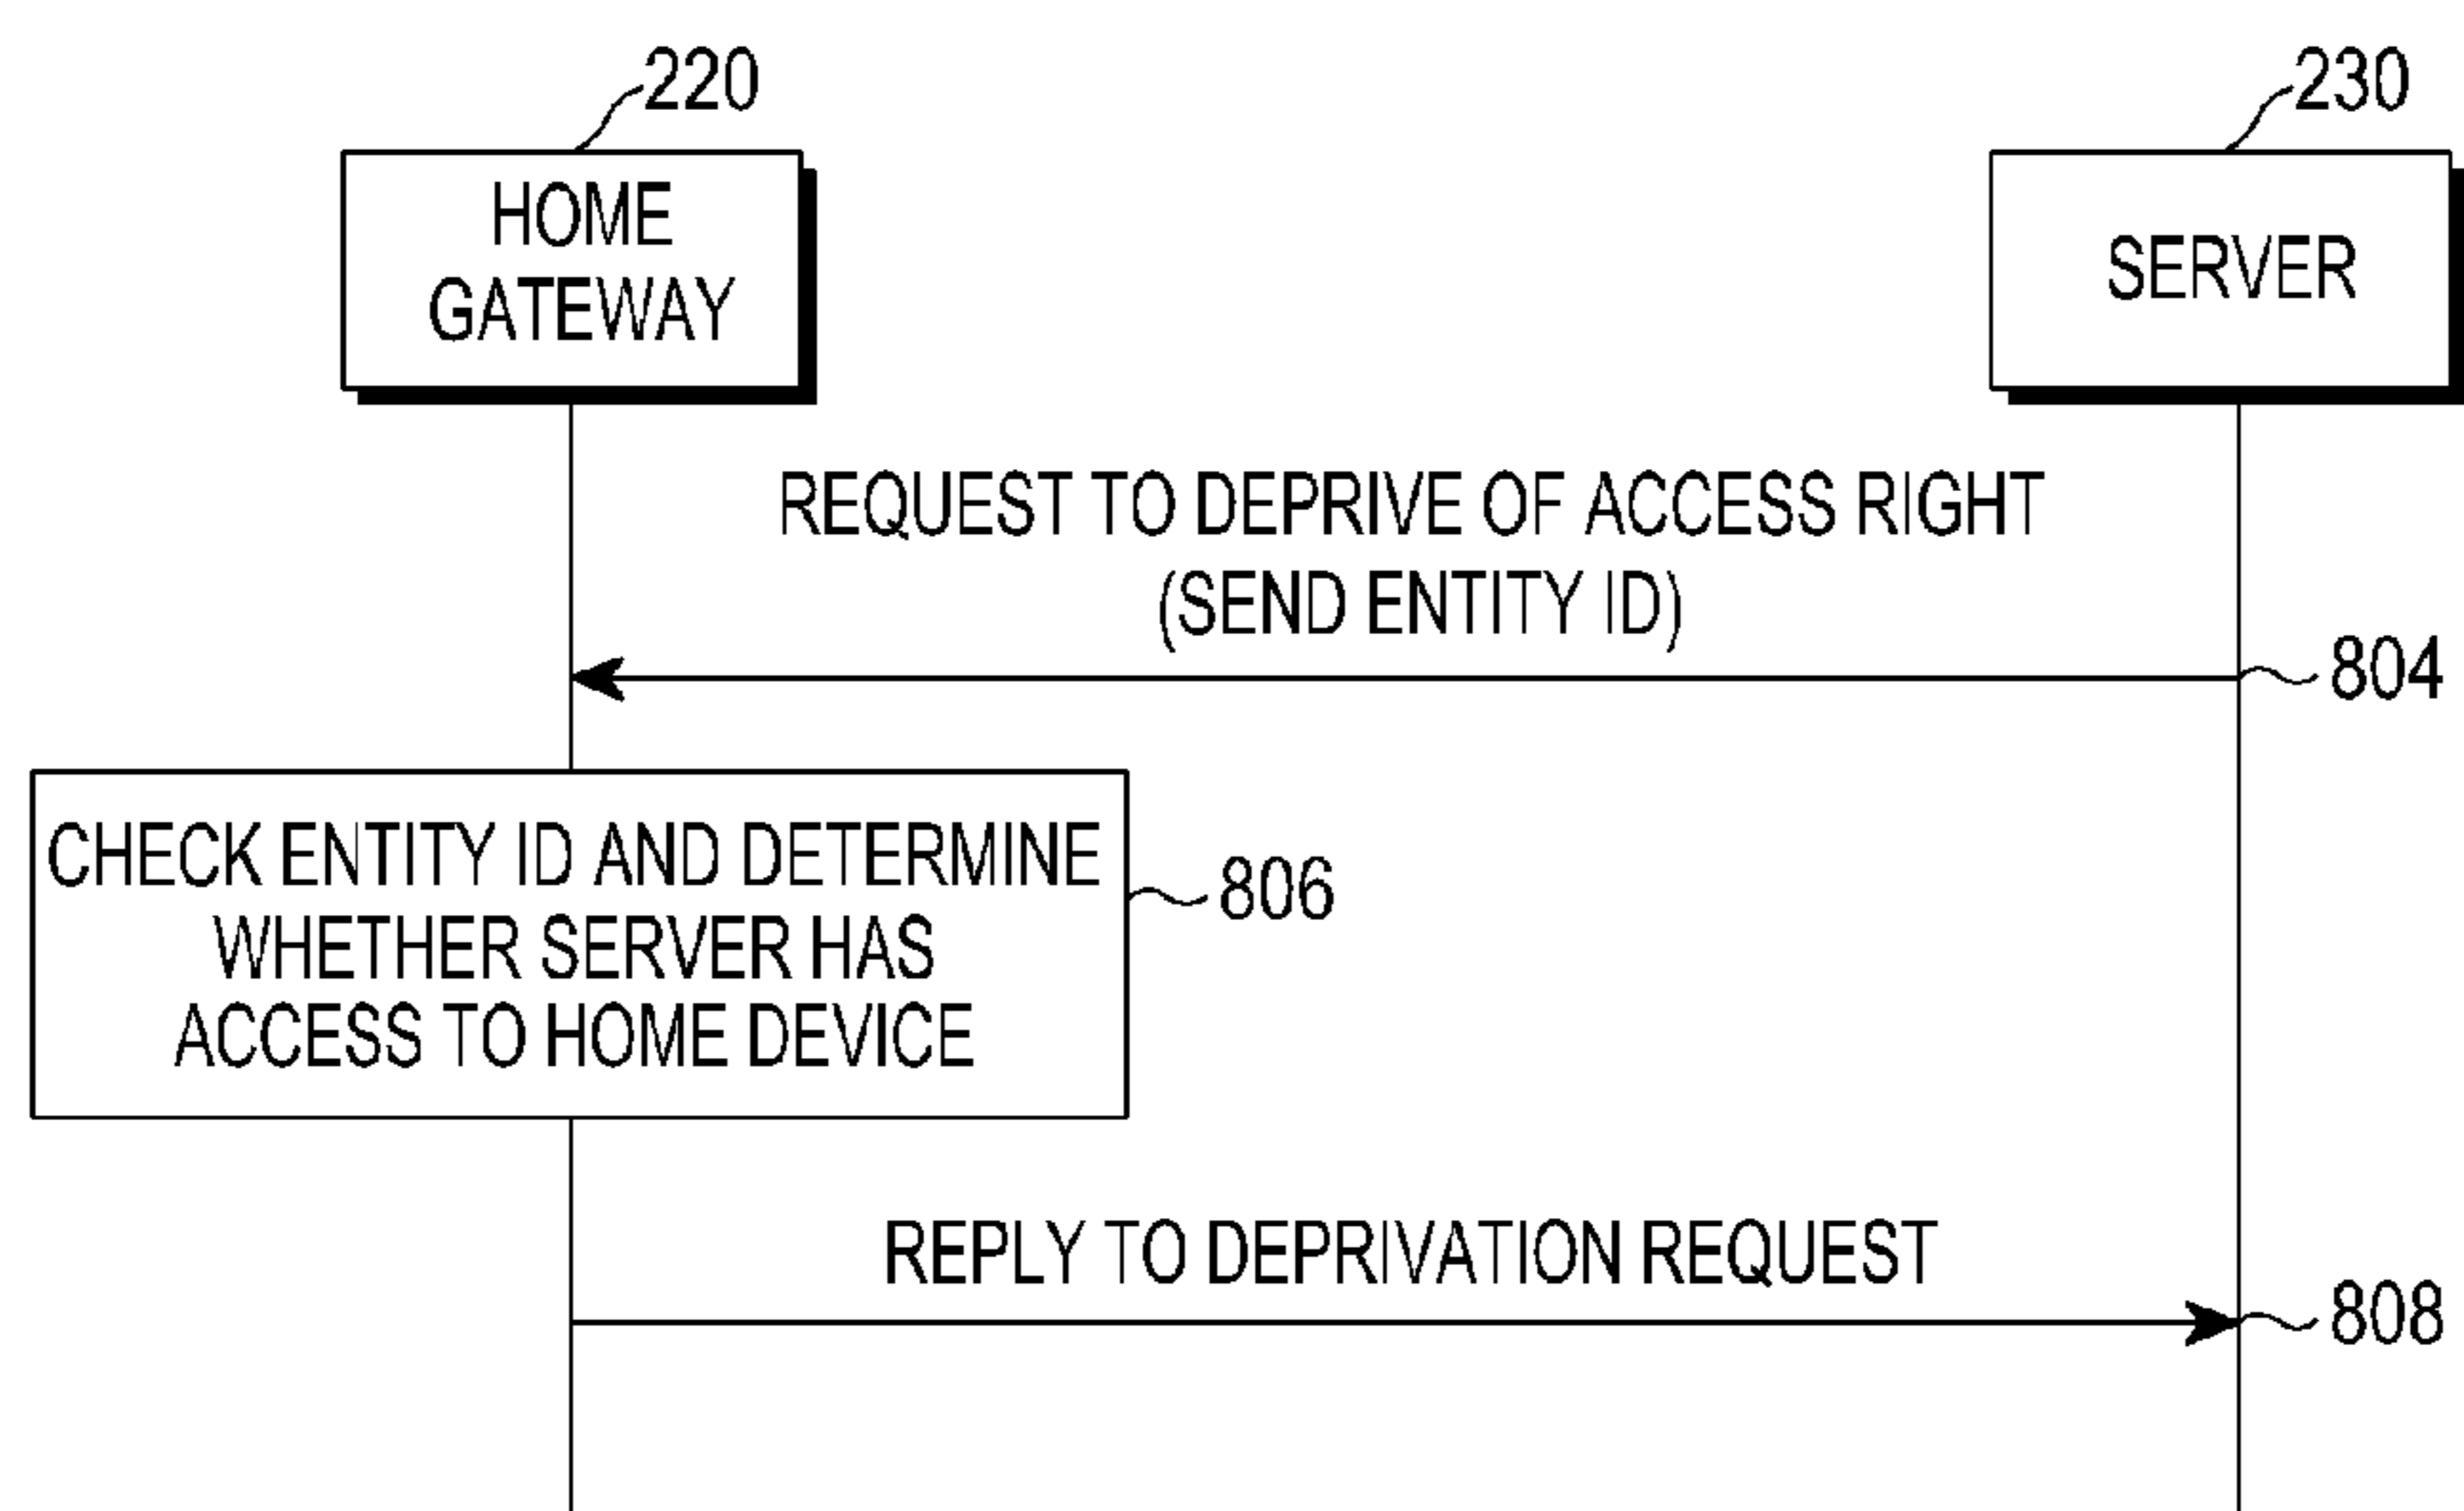 220
230
HOME
GATEWAY
SERVER
REQUEST TO DEPRIVE OF ACCESS RIGHT
(SEND ENTITY ID)
804
CHECK ENTITY ID AND DETERMINE
WHETHER SERVER HAS
ACCESS TO HOME DEVICE
806
REPLY TO DEPRIVATION REQUEST
808